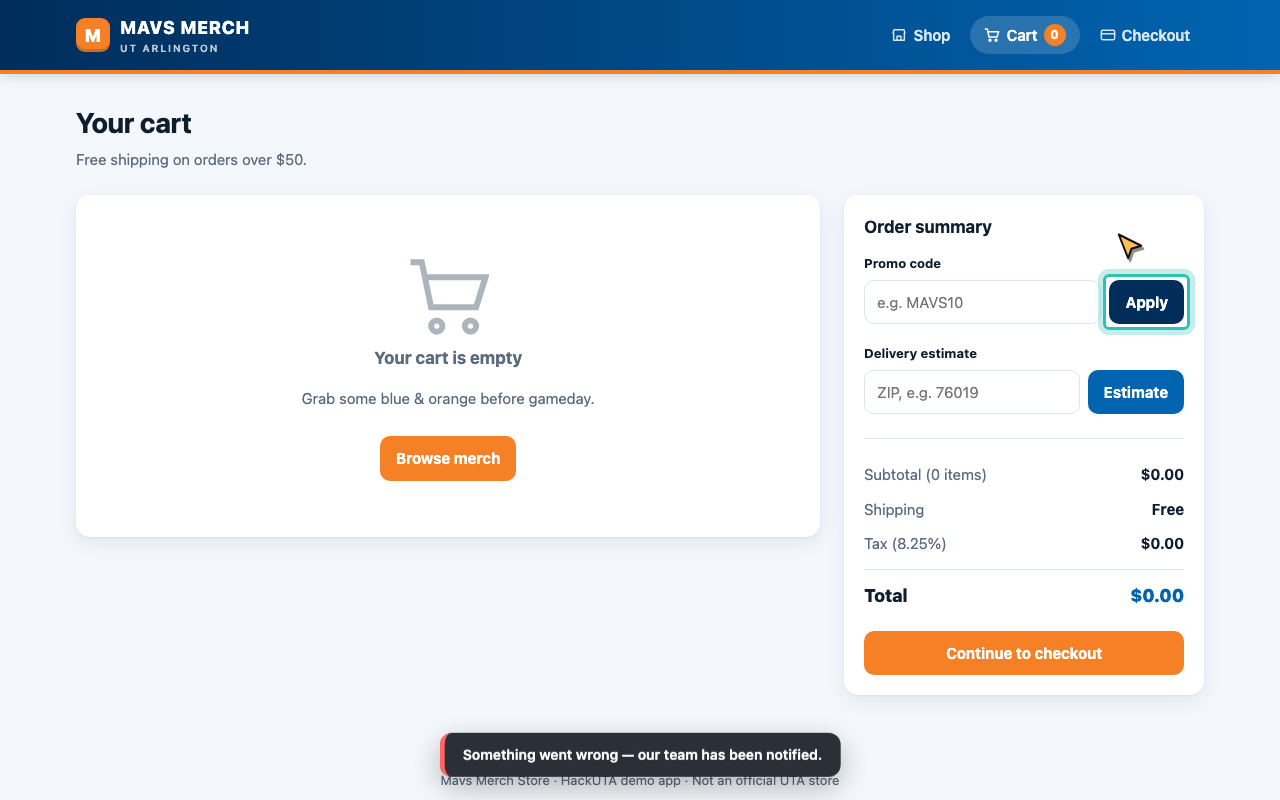 M
MAVS MERCH
UT ARLINGTON
Shop
Cart 0
Checkout
Your cart
Free shipping on orders over $50.
Your cart is empty
Grab some blue & orange before gameday.
Browse merch
Order summary
Promo code
e.g. MAVS10
Apply
Delivery estimate
ZIP, e.g. 76019
Estimate
Subtotal (0 items) $0.00
Shipping Free
Tax (8.25%) $0.00
Total $0.00
Continue to checkout
Something went wrong — our team has been notified.
Mavs Merch Store · HackUTA demo app · Not an official UTA store